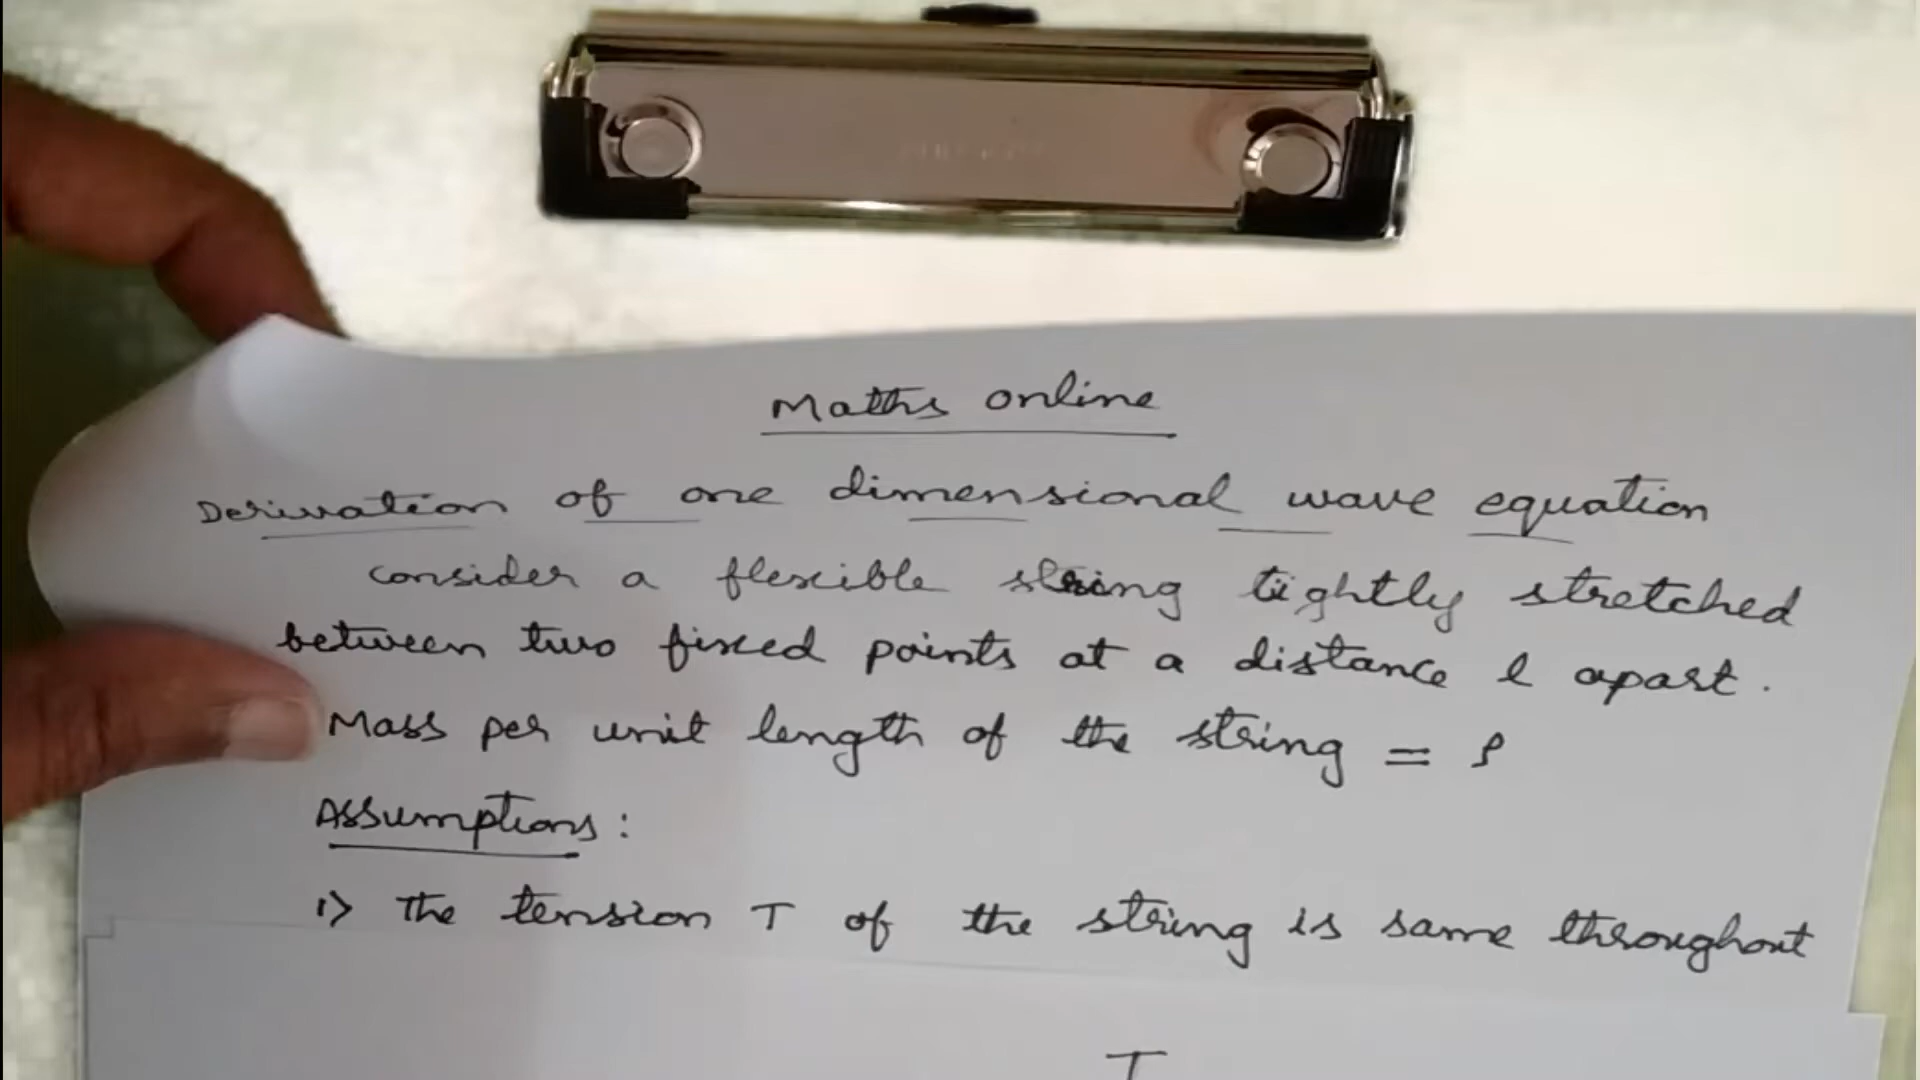 Maths online
Derivation of one dimensional wave equation
consider a flexible string tightly stretched
between two fixed points at a distance l apart.
Mass per unit length of the string = ρ
Assumptions:
1> The tension T of the string is same throughout
T